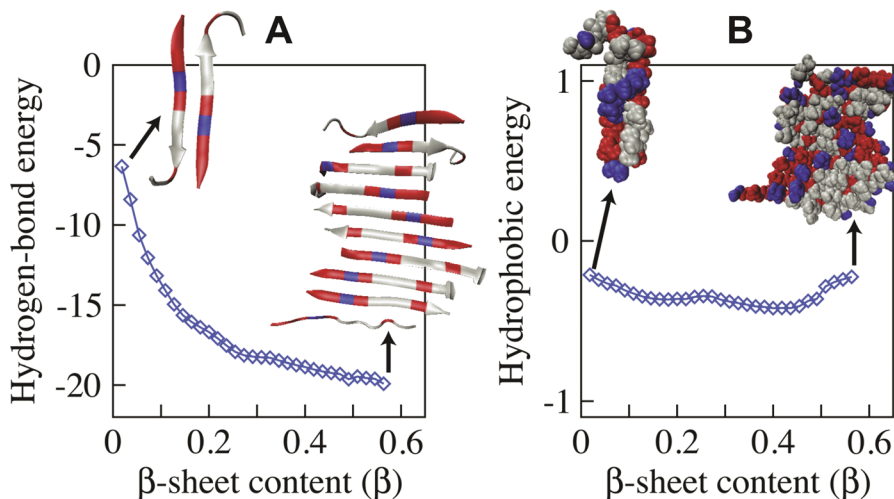 A
Hydrogen-bond energy
0
-5
-10
-15
-20
0 0.2 0.4 0.6
β-sheet content (β)
B
Hydrophobic energy
1
0
-1
0 0.2 0.4 0.6
β-sheet content (β)